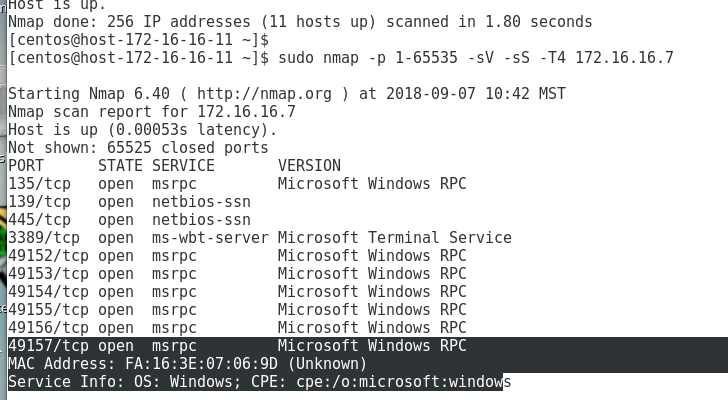 Host is up.
Nmap done: 256 IP addresses (11 hosts up) scanned in 1.80 seconds
[centos@host-172-16-16-11 ~]$
[centos@host-172-16-16-11 ~]$ sudo nmap -p 1-65535 -sV -sS -T4 172.16.16.7
Starting Nmap 6.40 ( http://nmap.org ) at 2018-09-07 10:42 MST
Nmap scan report for 172.16.16.7
Host is up (0.00053s latency).
Not shown: 65525 closed ports
PORT      STATE SERVICE       VERSION
135/tcp   open  msrpc         Microsoft Windows RPC
139/tcp   open  netbios-ssn
445/tcp   open  netbios-ssn
3389/tcp  open  ms-wbt-server Microsoft Terminal Service
49152/tcp open  msrpc         Microsoft Windows RPC
49153/tcp open  msrpc         Microsoft Windows RPC
49154/tcp open  msrpc         Microsoft Windows RPC
49155/tcp open  msrpc         Microsoft Windows RPC
49156/tcp open  msrpc         Microsoft Windows RPC
49157/tcp open  msrpc         Microsoft Windows RPC
MAC Address: FA:16:3E:07:06:9D (Unknown)
Service Info: OS: Windows; CPE: cpe:/o:microsoft:windows